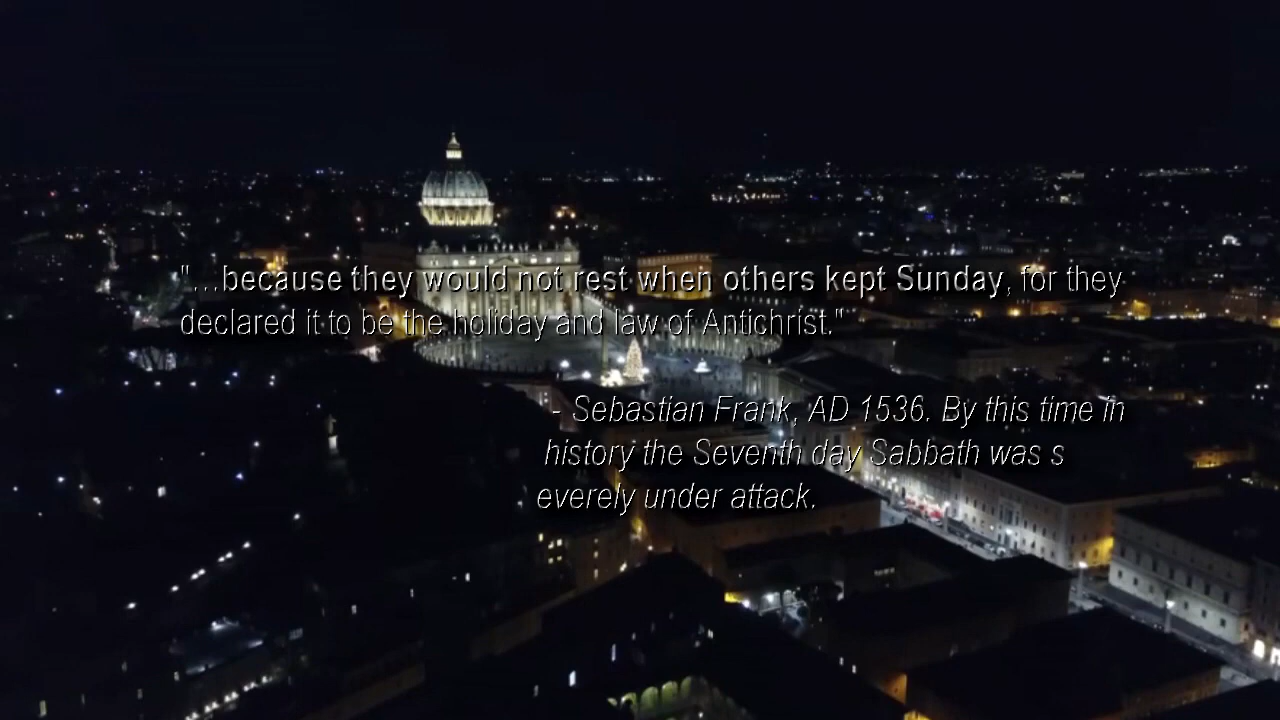 "...because they would not rest when others kept Sunday, for they
declared it to be the holiday and law of Antichrist."
- Sebastian Frank, AD 1536. By this time in
history the Seventh day Sabbath was s
everely under attack.